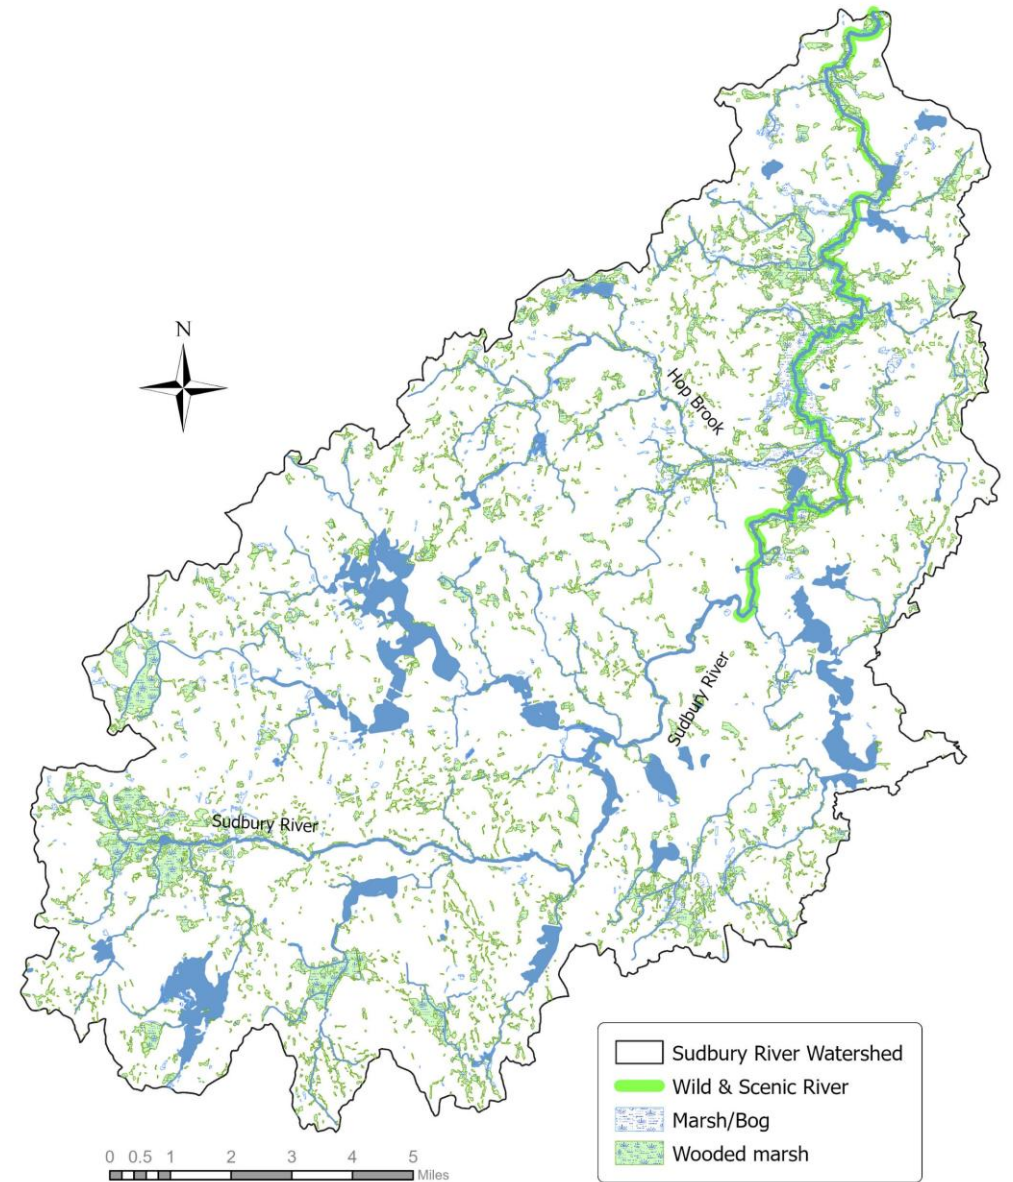 N
Hop Brook
Sudbury River
Sudbury River
Sudbury River Watershed
Wild & Scenic River
Marsh/Bog
Wooded marsh
0 0.5 1 2 3 4 5
Miles